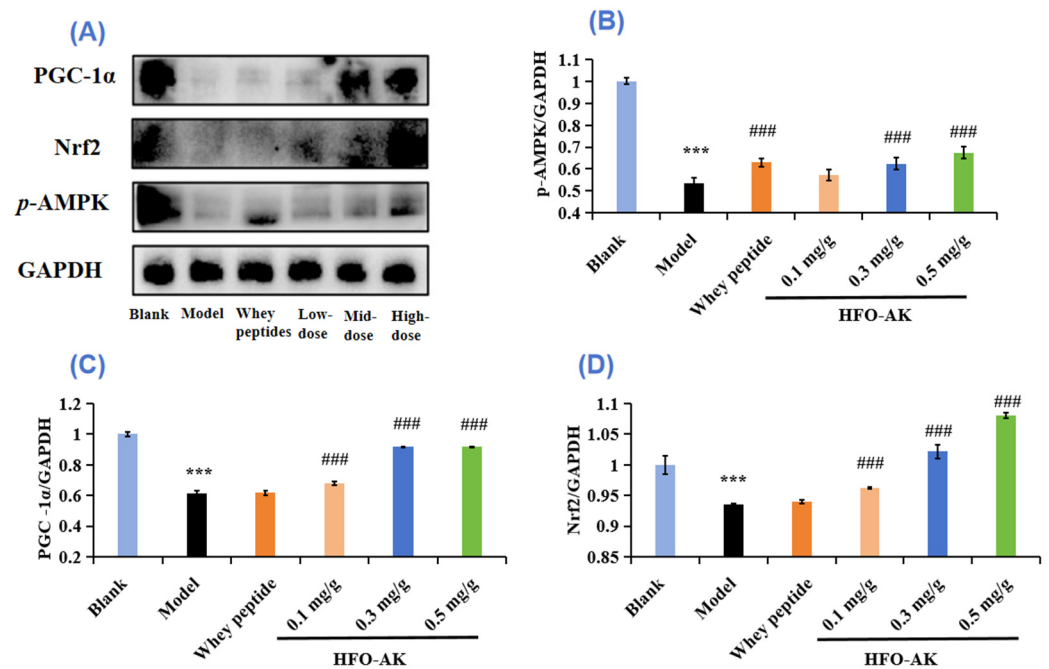 (A)
PGC-1α
Nrf2
p-AMPK
GAPDH
Blank Model Whey peptides Low-dose Mid-dose High-dose
(B)
p-AMPK/GAPDH
1.1
1
0.9
0.8
0.7
0.6
0.5
0.4
***
###
###
###
Blank
Model
Whey peptide
0.1 mg/g
0.3 mg/g
0.5 mg/g
HFO-AK
(C)
PGC -1α/GAPDH
1.2
1
0.8
0.6
0.4
0.2
***
###
###
###
Blank
Model
Whey peptide
0.1 mg/g
0.3 mg/g
0.5 mg/g
HFO-AK
(D)
Nrf2/GAPDH
1.1
1.05
1
0.95
0.9
0.85
***
###
###
###
Blank
Model
Whey peptide
0.1 mg/g
0.3 mg/g
0.5 mg/g
HFO-AK